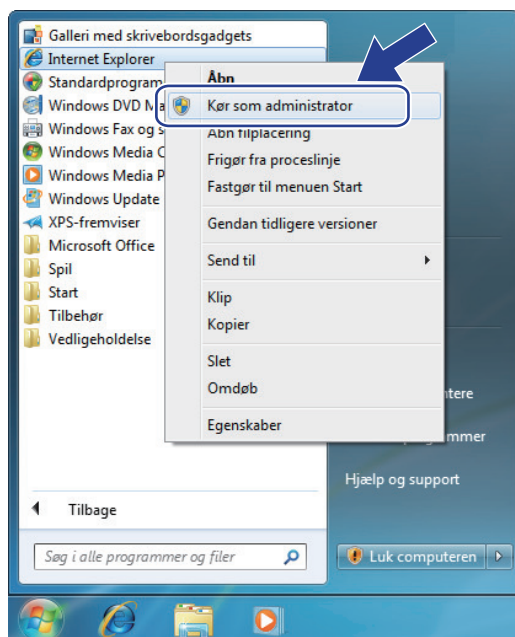 Galleri med skrivebordsgadgets
Internet Explorer
Standardprogram
Windows DVD Ma
Windows Fax og s
Windows Media C
Windows Media P
Windows Update
XPS-fremviser
Microsoft Office
Spil
Start
Tilbehør
Vedligeholdelse
Åbn
Kør som administrator
Åbn filplacering
Frigør fra proceslinje
Fastgør til menuen Start
Gendan tidligere versioner
Send til
Klip
Kopier
Slet
Omdøb
Egenskaber
tere
mmer
Hjælp og support
Tilbage
Søg i alle programmer og filer
Luk computeren